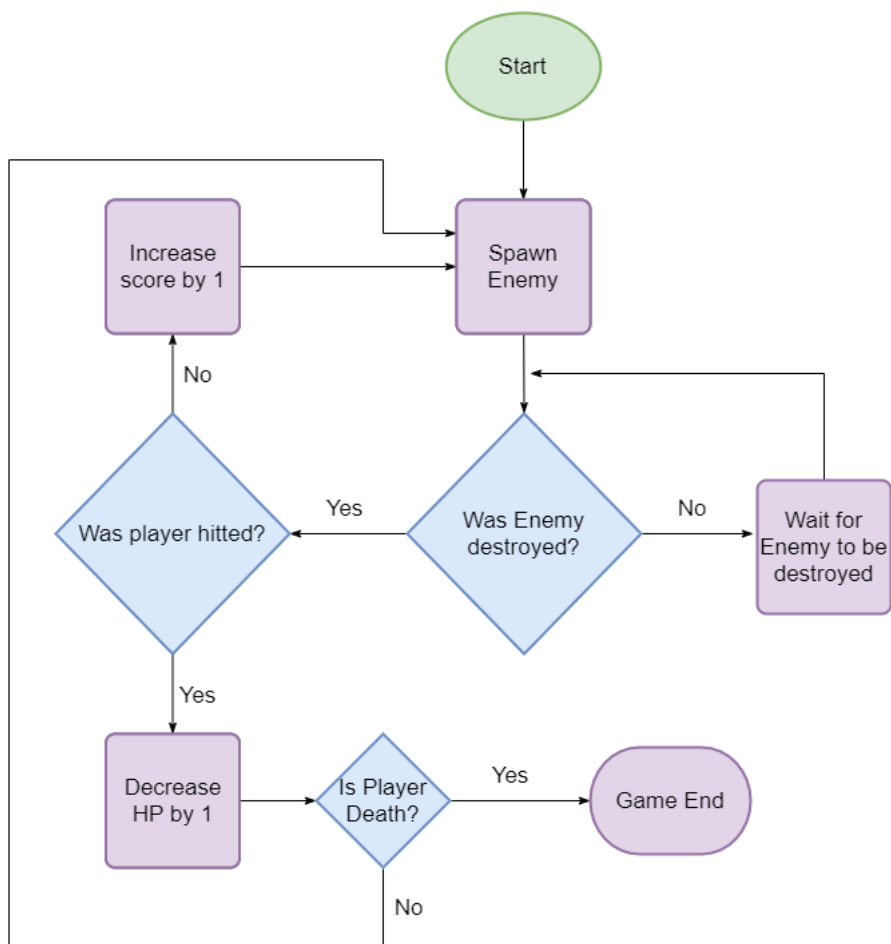 Start
Increase
score by 1
Spawn
Enemy
No
Was player hitted?
Yes
Was Enemy
destroyed?
No
Wait for
Enemy to be
destroyed
Yes
Decrease
HP by 1
Is Player
Death?
Yes
Game End
No